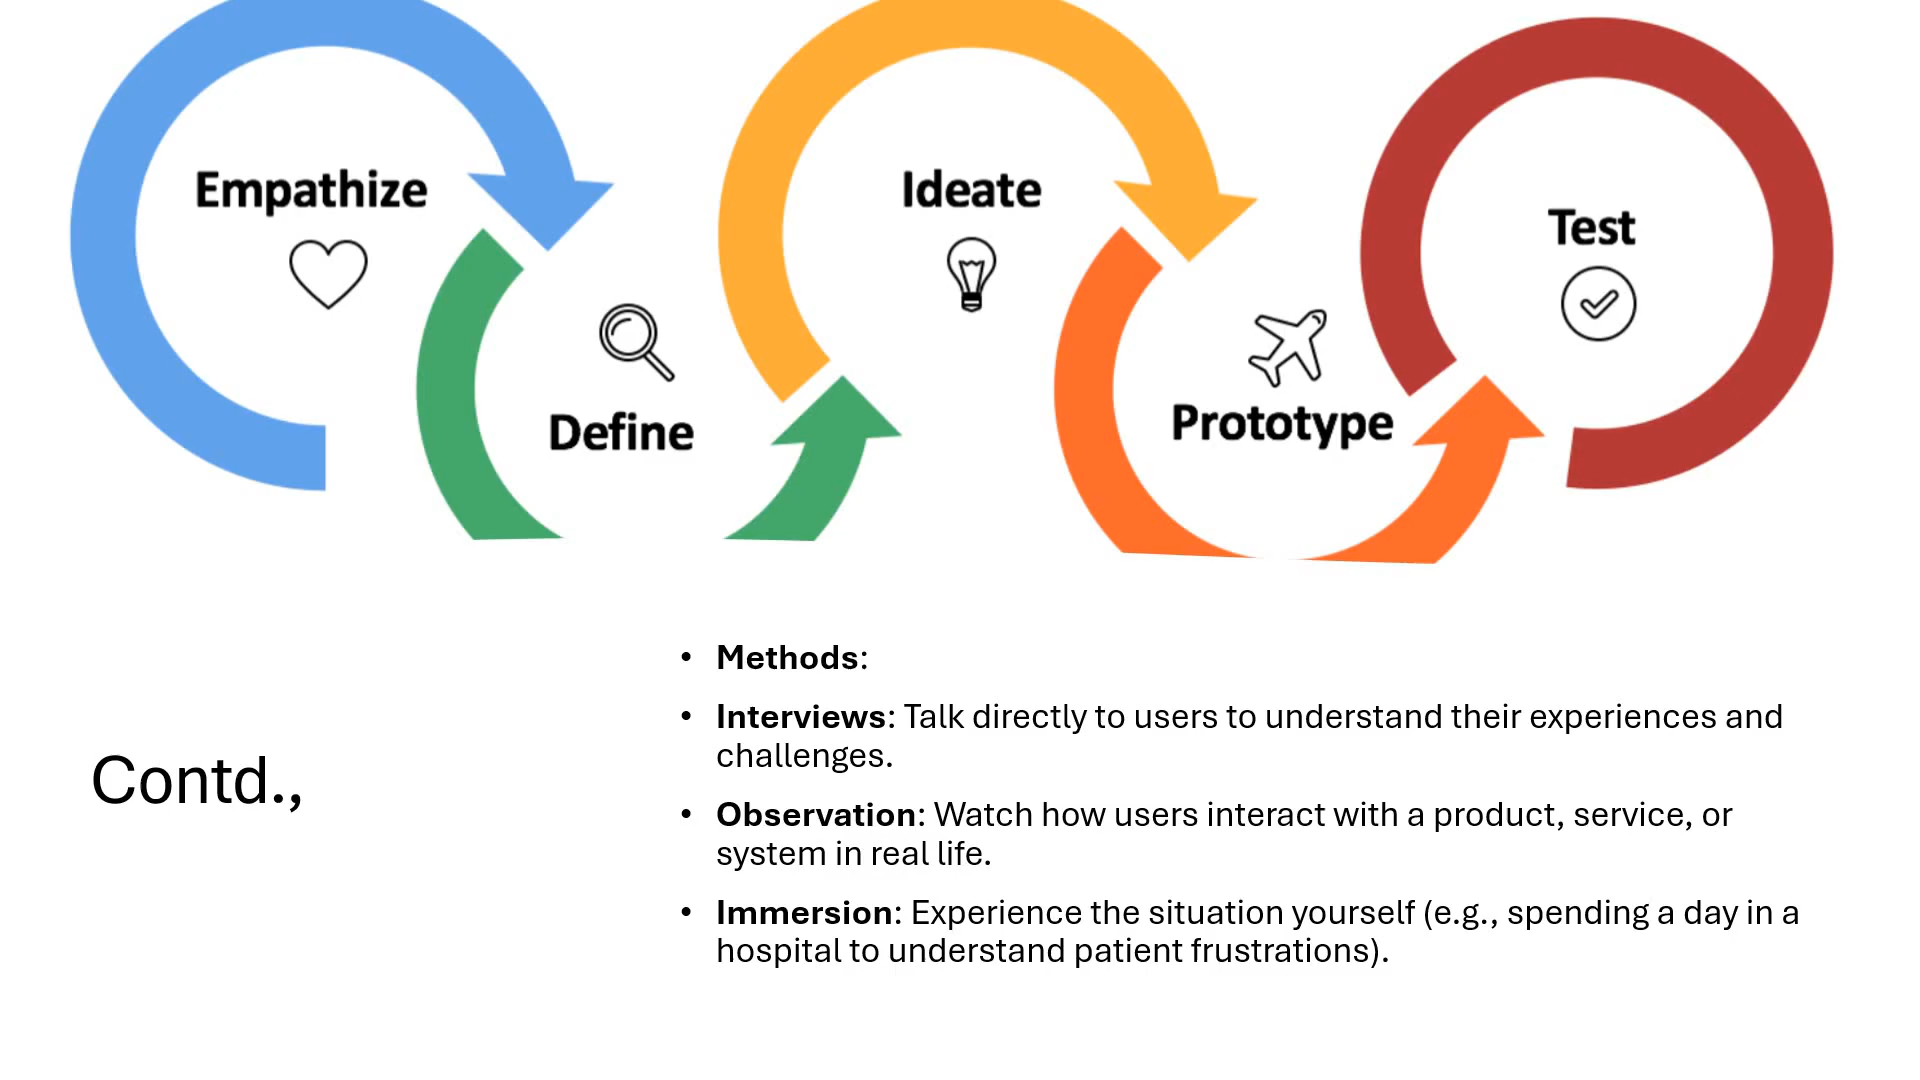 Empathize
Ideate
Test
Define
Prototype
• Methods:
• Interviews: Talk directly to users to understand their experiences and
challenges.
Contd.,
• Observation: Watch how users interact with a product, service, or
system in real life.
• Immersion: Experience the situation yourself (e.g., spending a day in a
hospital to understand patient frustrations).